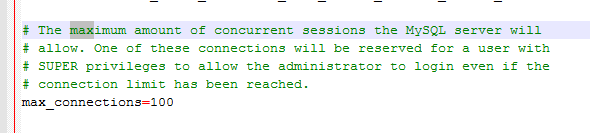 # The maximum amount of concurrent sessions the MySQL server will
# allow. One of these connections will be reserved for a user with
# SUPER privileges to allow the administrator to login even if the
# connection limit has been reached.
max_connections=100